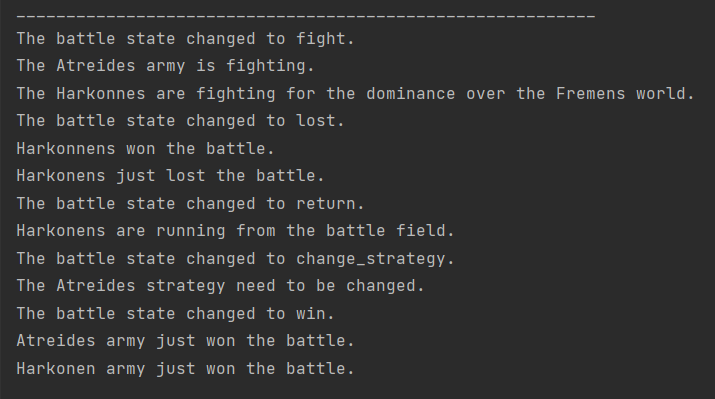 __________________________________________________________
The battle state changed to fight.
The Atreides army is fighting.
The Harkonnes are fighting for the dominance over the Fremens world.
The battle state changed to lost.
Harkonnens won the battle.
Harkonens just lost the battle.
The battle state changed to return.
Harkonens are running from the battle field.
The battle state changed to change_strategy.
The Atreides strategy need to be changed.
The battle state changed to win.
Atreides army just won the battle.
Harkonen army just won the battle.